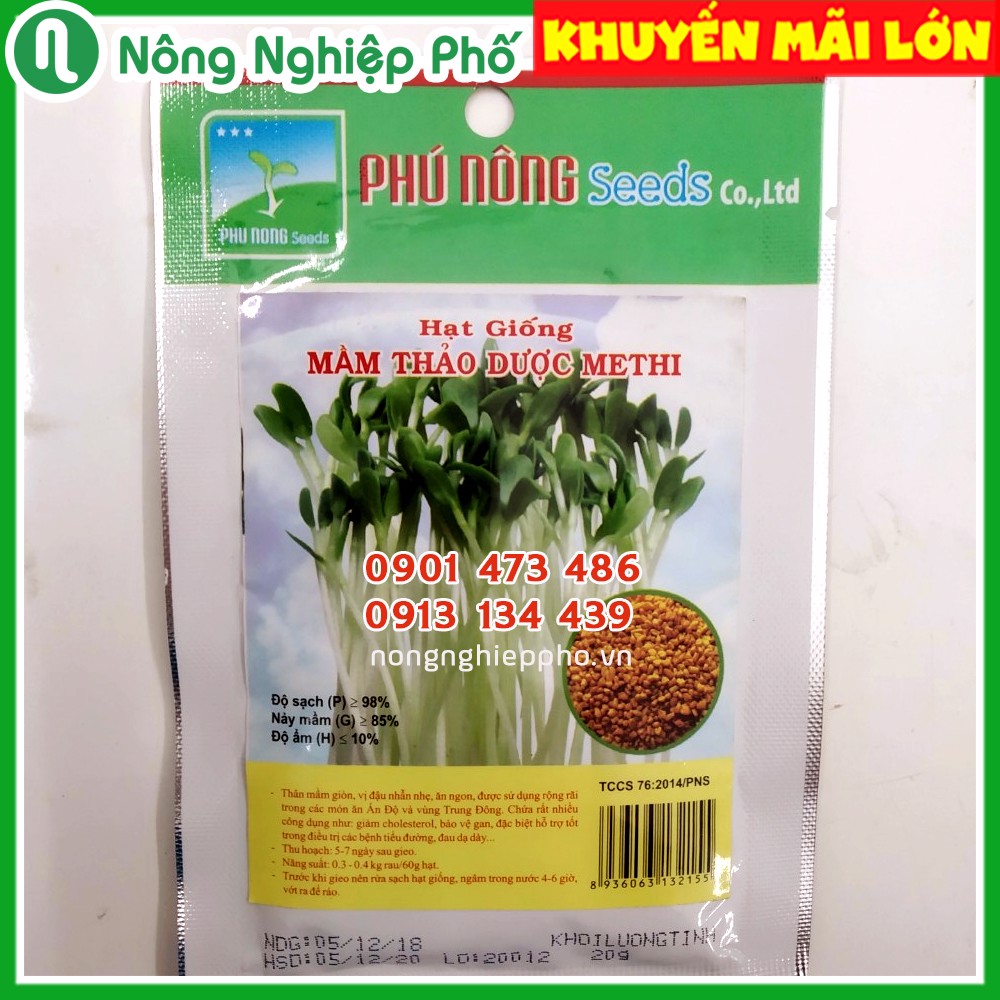 Nông Nghiệp Phố
KHUYẾN MÃI LỚN
PHU NONG Seeds
PHÚ NÔNG Seeds Co.,Ltd
Hạt Giống
MẦM THẢO DƯỢC METHI
0901 473 486
0913 134 439
nongnghieppho.vn
Độ sạch (P) ≥ 98%
Nảy mầm (G) ≥ 85%
Độ ẩm (H) ≤ 10%
- Thân mầm giòn, vị đậu nhẫn nhẹ, ăn ngon, được sử dụng rộng rãi
trong các món ăn Ấn Độ và vùng Trung Đông. Chứa rất nhiều
công dụng như: giảm cholesterol, bảo vệ gan, đặc biệt hỗ trợ tốt
trong điều trị các bệnh tiểu đường, đau dạ dày...
- Thu hoạch: 5-7 ngày sau gieo.
- Năng suất: 0.3 - 0.4 kg rau/60g hạt.
- Trước khi gieo nên rửa sạch hạt giống, ngâm trong nước 4-6 giờ,
vớt ra để ráo.
TCCS 76:2014/PNS
8 936063 132155
NDG:05/12/18
HSD:05/12/20 LO:20012
KHOILUONGTINH
20g